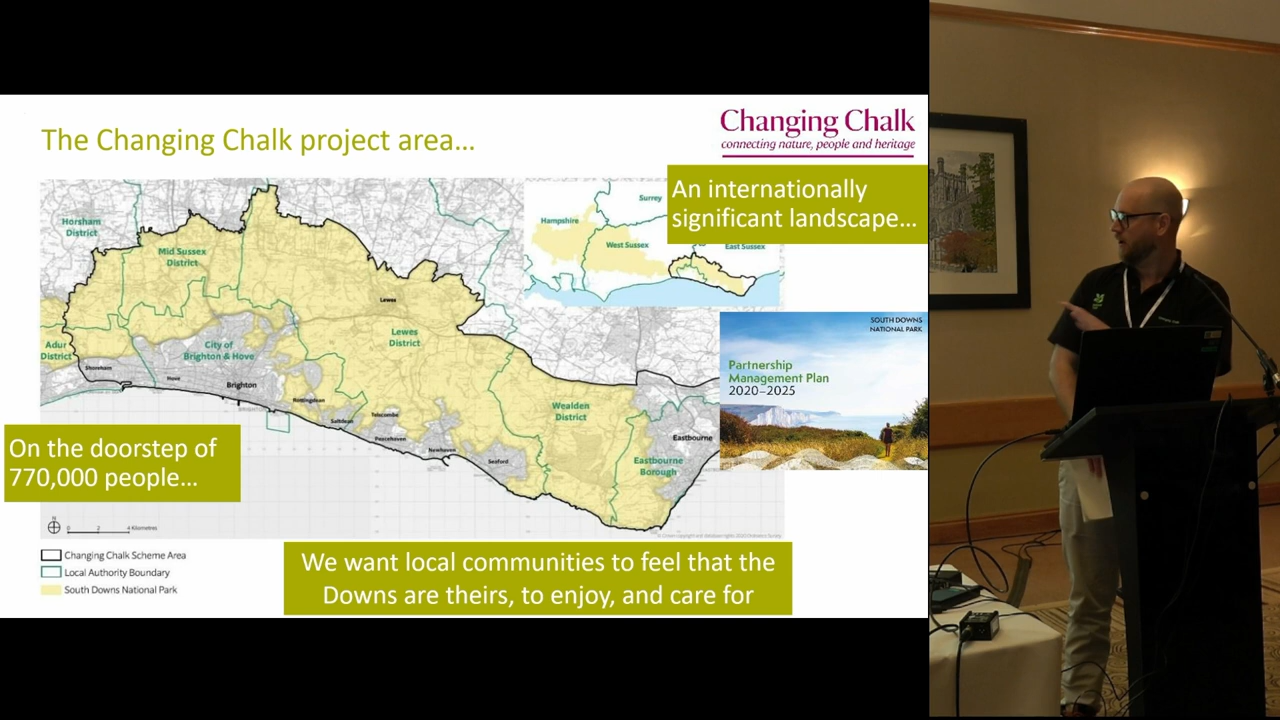 The Changing Chalk project area...
Changing Chalk
connecting nature, people and heritage
An internationally
significant landscape...
Horsham
District
Mid Sussex
District
Adur
District
City of
Brighton & Hove
Lewes
Lewes
District
Shoreham
Hove
Brighton
BRIGHTON
Rottingdean
Saltdean
Telscombe
Peacehaven
Newhaven
Seaford
Wealden
District
Eastbourne
Eastbourne
Borough
Surrey
Hampshire
West Sussex
East Sussex
SOUTH DOWNS
NATIONAL PARK
Partnership
Management Plan
2020–2025
On the doorstep of
770,000 people...
N
0 2 4 Kilometres
Changing Chalk Scheme Area
Local Authority Boundary
South Downs National Park
We want local communities to feel that the
Downs are theirs, to enjoy, and care for